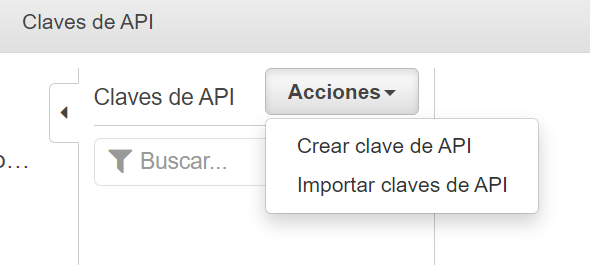 Claves de API
Claves de API
Acciones
Crear clave de API
Buscar...
Importar claves de API